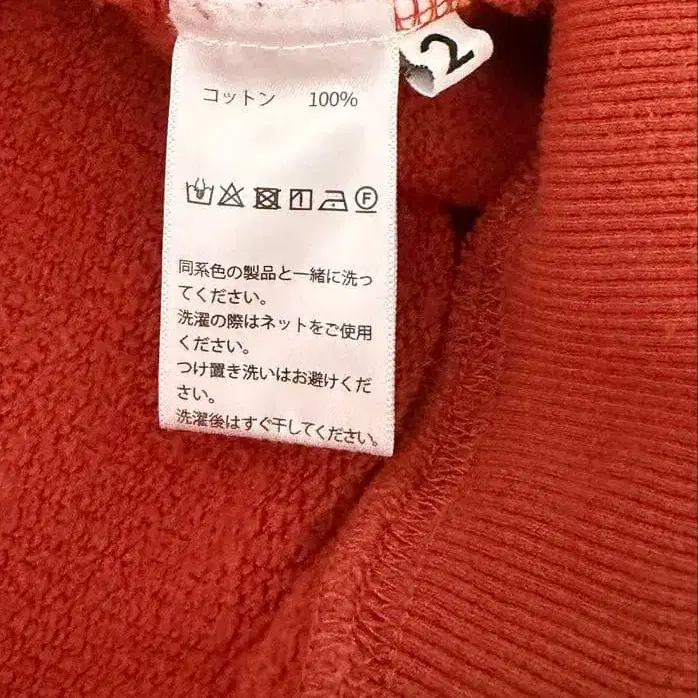 2
コットン 100%
F
同系色の製品と一緒に洗っ
てください。
洗濯の際はネットをご使用
ください。
つけ置き洗いはお避けくだ
さい。
洗濯後はすぐ干してください。